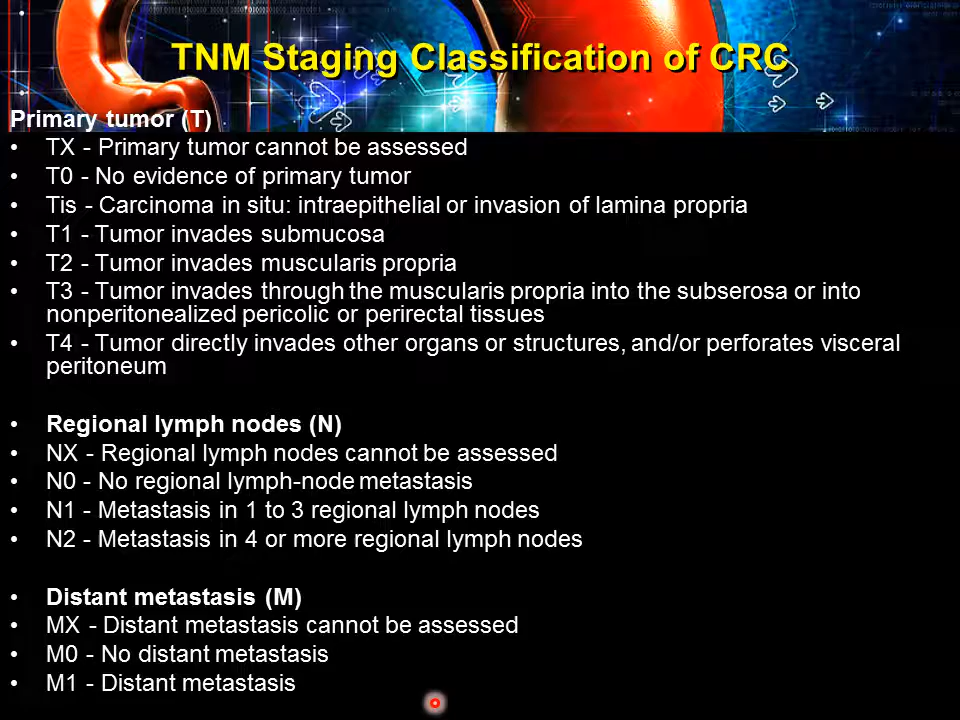 TNM Staging Classification of CRC
Primary tumor (T)
• TX - Primary tumor cannot be assessed
• T0 - No evidence of primary tumor
• Tis - Carcinoma in situ: intraepithelial or invasion of lamina propria
• T1 - Tumor invades submucosa
• T2 - Tumor invades muscularis propria
• T3 - Tumor invades through the muscularis propria into the subserosa or into
nonperitonealized pericolic or perirectal tissues
• T4 - Tumor directly invades other organs or structures, and/or perforates visceral
peritoneum
• Regional lymph nodes (N)
• NX - Regional lymph nodes cannot be assessed
• N0 - No regional lymph-node metastasis
• N1 - Metastasis in 1 to 3 regional lymph nodes
• N2 - Metastasis in 4 or more regional lymph nodes
• Distant metastasis (M)
• MX - Distant metastasis cannot be assessed
• M0 - No distant metastasis
• M1 - Distant metastasis